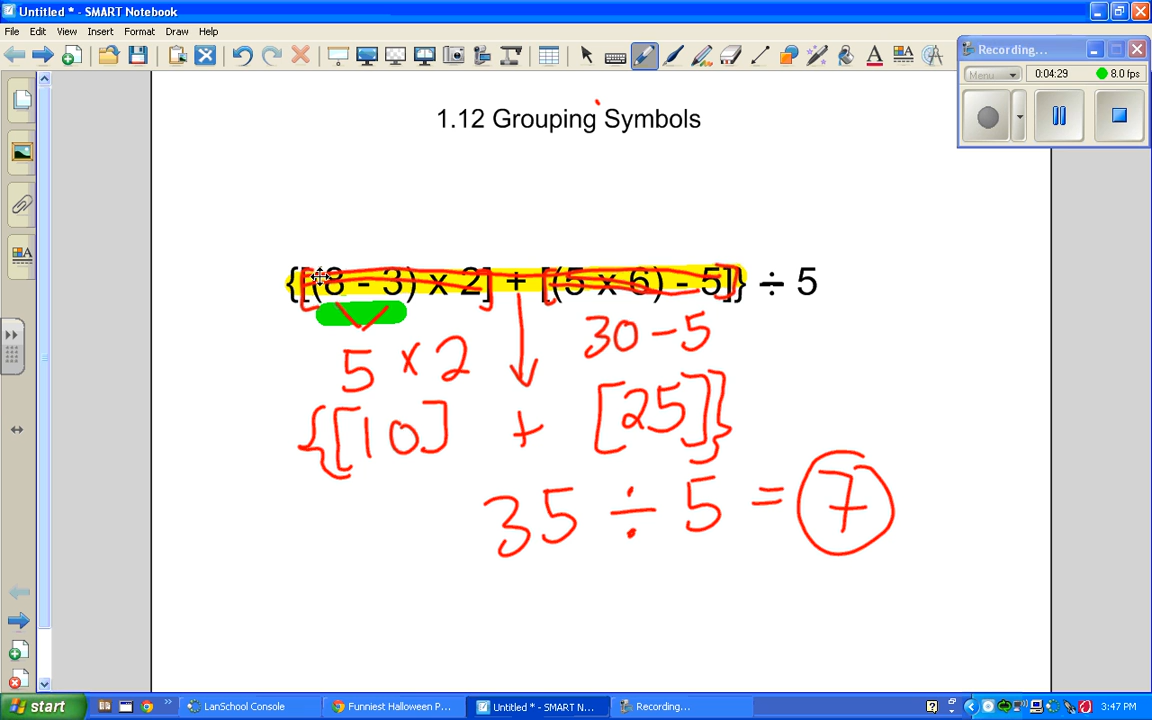 Untitled * - SMART Notebook
File Edit View Insert Format Draw Help
Recording...
Menu
0:04:29
8.0 fps
1.12 Grouping Symbols
{[(8 - 3) x 2] + [(5 x 6) - 5]} ÷ 5
5 x 2 30 - 5
{[10] + [25]}
35 ÷ 5 = 7
start
LanSchool Console
Funniest Halloween P...
Untitled * - SMART N...
Recording...
3:47 PM